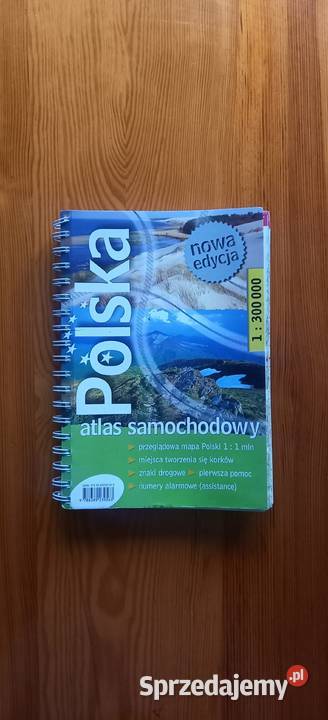 Polska
nowa
edycja
1 : 300 000
atlas samochodowy
przeglądowa mapa Polski 1 : 1 mln
miejsca tworzenia się korków
znaki drogowe ► pierwsza pomoc
numery alarmowe (assistance)
Sprzedajemy.pl